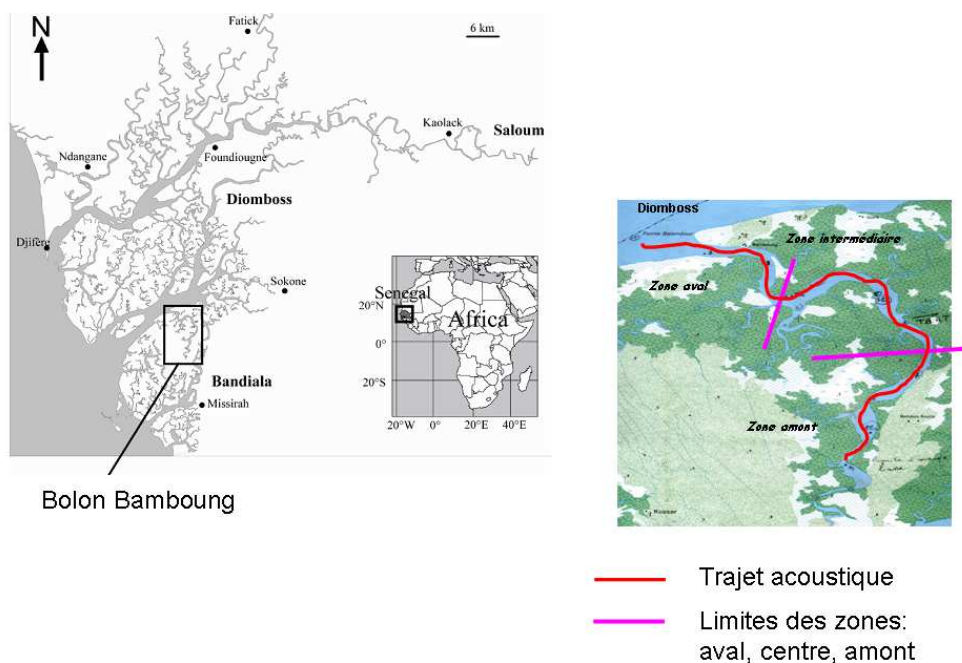 Fatick
N
6 km
Kaolack
Saloum
Foundiougne
Ndangane
Diomboss
Djifère
Sokone
Senegal
20°N
Africa
0°
20°S
Bandiala
Missirah
20°W 0° 20°E 40°E
Bolon Bamboung
Diomboss
Zone intermédiaire
Zone aval
Zone amont
Trajet acoustique
Limites des zones:
aval, centre, amont